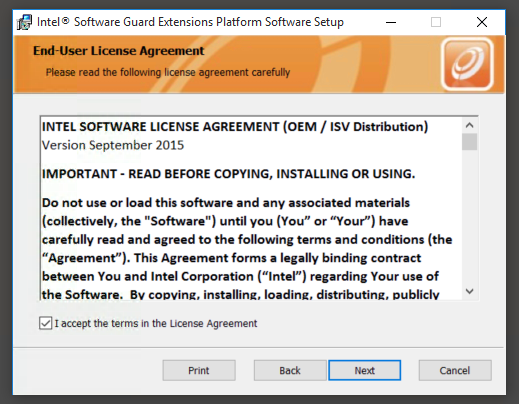 Intel® Software Guard Extensions Platform Software Setup
End-User License Agreement
Please read the following license agreement carefully
INTEL SOFTWARE LICENSE AGREEMENT (OEM / ISV Distribution)
Version September 2015
IMPORTANT - READ BEFORE COPYING, INSTALLING OR USING.
Do not use or load this software and any associated materials
(collectively, the "Software") until you (You” or “Your”) have
carefully read and agreed to the following terms and conditions (the
“Agreement”). This Agreement forms a legally binding contract
between You and Intel Corporation (“Intel”) regarding Your use of
the Software.  By copying, installing, loading, distributing, publicly
I accept the terms in the License Agreement
Print Back Next Cancel